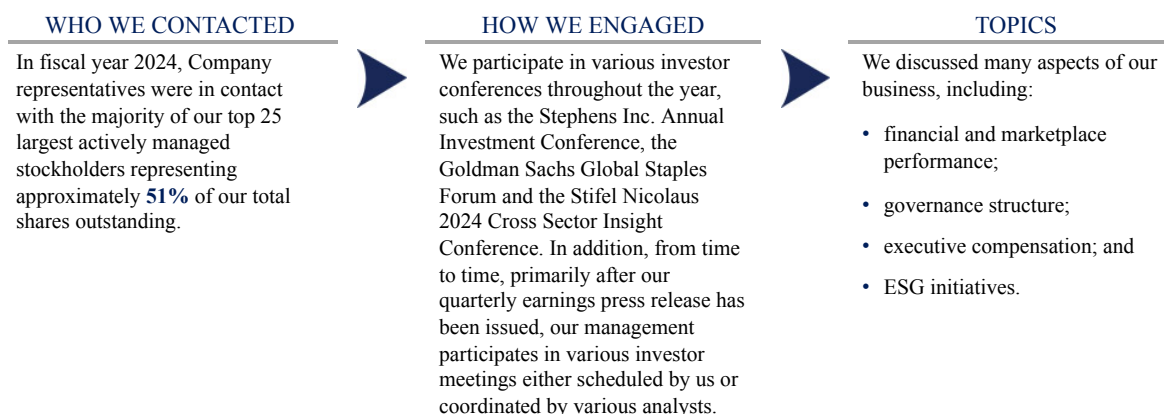 WHO WE CONTACTED
In fiscal year 2024, Company
representatives were in contact
with the majority of our top 25
largest actively managed
stockholders representing
approximately 51% of our total
shares outstanding.
HOW WE ENGAGED
We participate in various investor
conferences throughout the year,
such as the Stephens Inc. Annual
Investment Conference, the
Goldman Sachs Global Staples
Forum and the Stifel Nicolaus
2024 Cross Sector Insight
Conference. In addition, from time
to time, primarily after our
quarterly earnings press release has
been issued, our management
participates in various investor
meetings either scheduled by us or
coordinated by various analysts.
TOPICS
We discussed many aspects of our
business, including:
• financial and marketplace
performance;
• governance structure;
• executive compensation; and
• ESG initiatives.